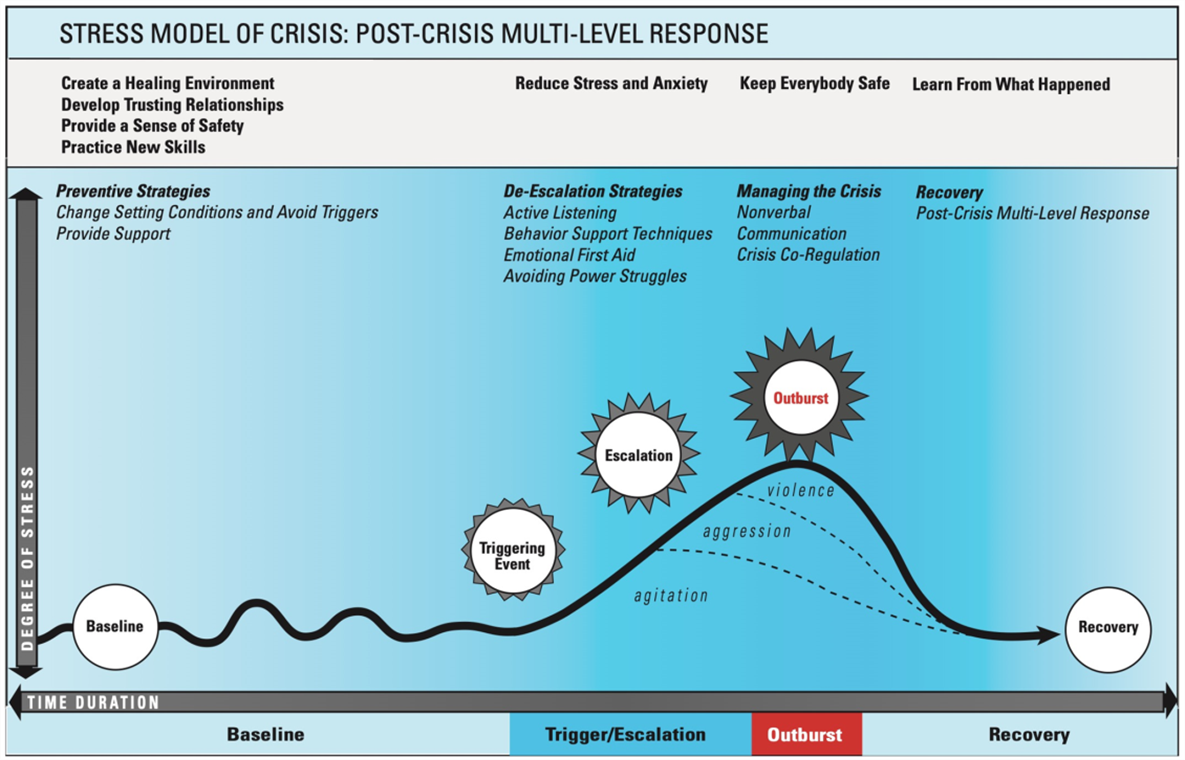 STRESS MODEL OF CRISIS: POST-CRISIS MULTI-LEVEL RESPONSE
Create a Healing Environment
Develop Trusting Relationships
Provide a Sense of Safety
Practice New Skills
Reduce Stress and Anxiety
Keep Everybody Safe
Learn From What Happened
Preventive Strategies
Change Setting Conditions and Avoid Triggers
Provide Support
De-Escalation Strategies
Active Listening
Behavior Support Techniques
Emotional First Aid
Avoiding Power Struggles
Managing the Crisis
Nonverbal
Communication
Crisis Co-Regulation
Recovery
Post-Crisis Multi-Level Response
DEGREE OF STRESS
Baseline
Triggering
Event
Escalation
Outburst
violence
aggression
agitation
Recovery
TIME DURATION
Baseline
Trigger/Escalation
Outburst
Recovery